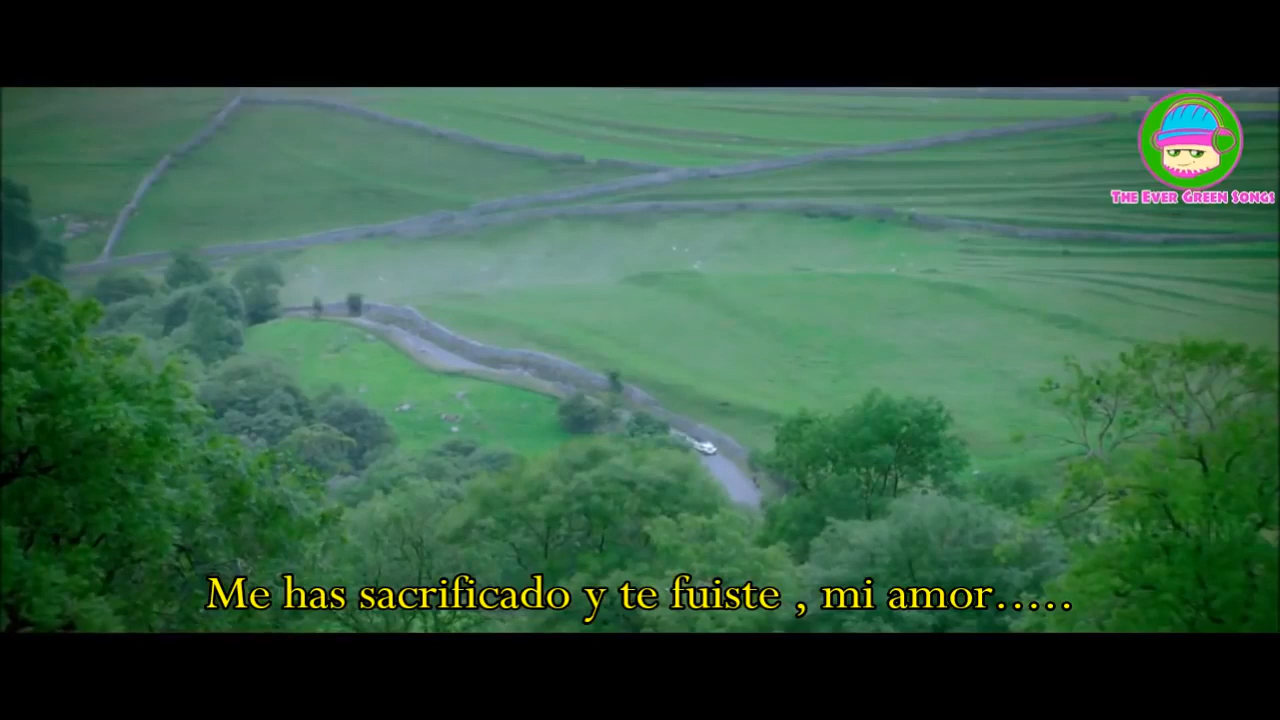 The Ever Green Songs
Me has sacrificado y te fuiste , mi amor.....